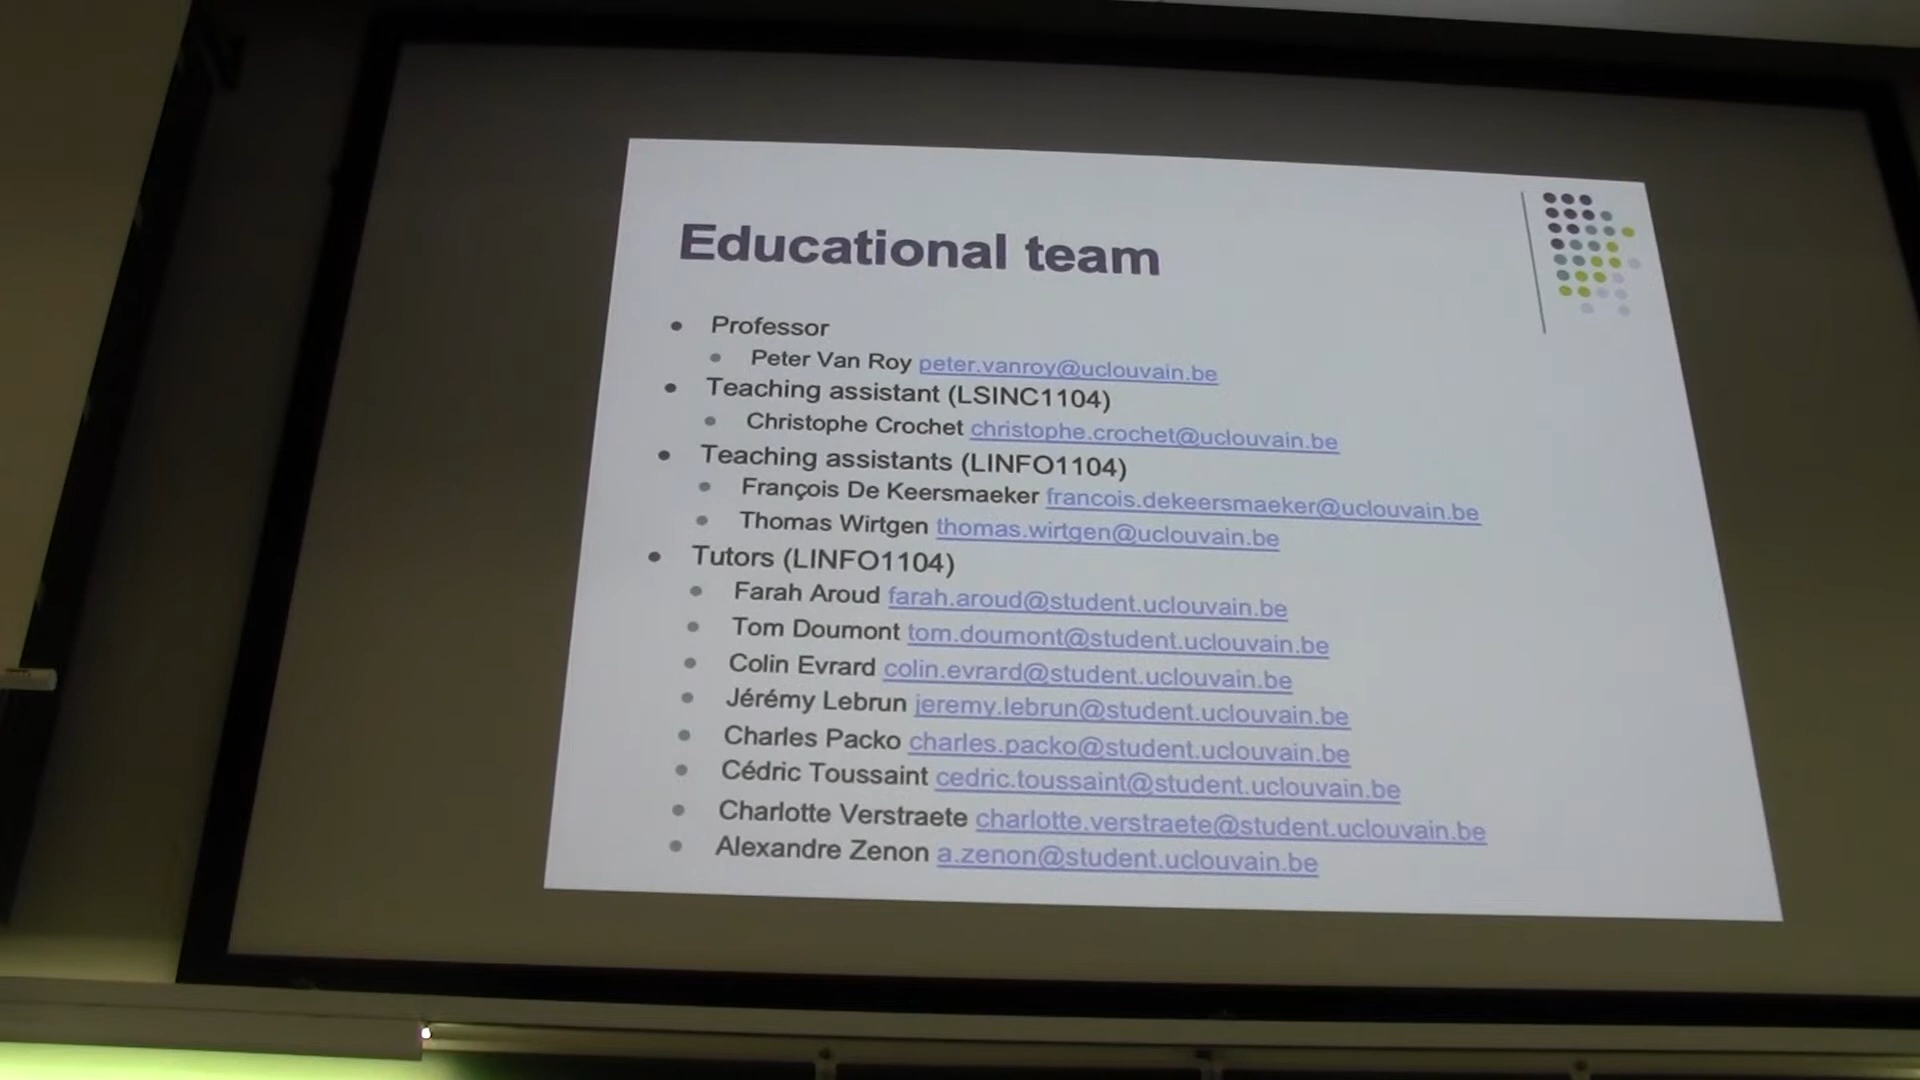 Educational team
Professor
Peter Van Roy peter.vanroy@uclouvain.be
Teaching assistant (LSINC1104)
Christophe Crochet christophe.crochet@uclouvain.be
Teaching assistants (LINFO1104)
François De Keersmaeker francois.dekeersmaeker@uclouvain.be
Thomas Wirtgen thomas.wirtgen@uclouvain.be
Tutors (LINFO1104)
Farah Aroud farah.aroud@student.uclouvain.be
Tom Doumont tom.doumont@student.uclouvain.be
Colin Evrard colin.evrard@student.uclouvain.be
Jérémy Lebrun jeremy.lebrun@student.uclouvain.be
Charles Packo charles.packo@student.uclouvain.be
Cédric Toussaint cedric.toussaint@student.uclouvain.be
Charlotte Verstraete charlotte.verstraete@student.uclouvain.be
Alexandre Zenon a.zenon@student.uclouvain.be